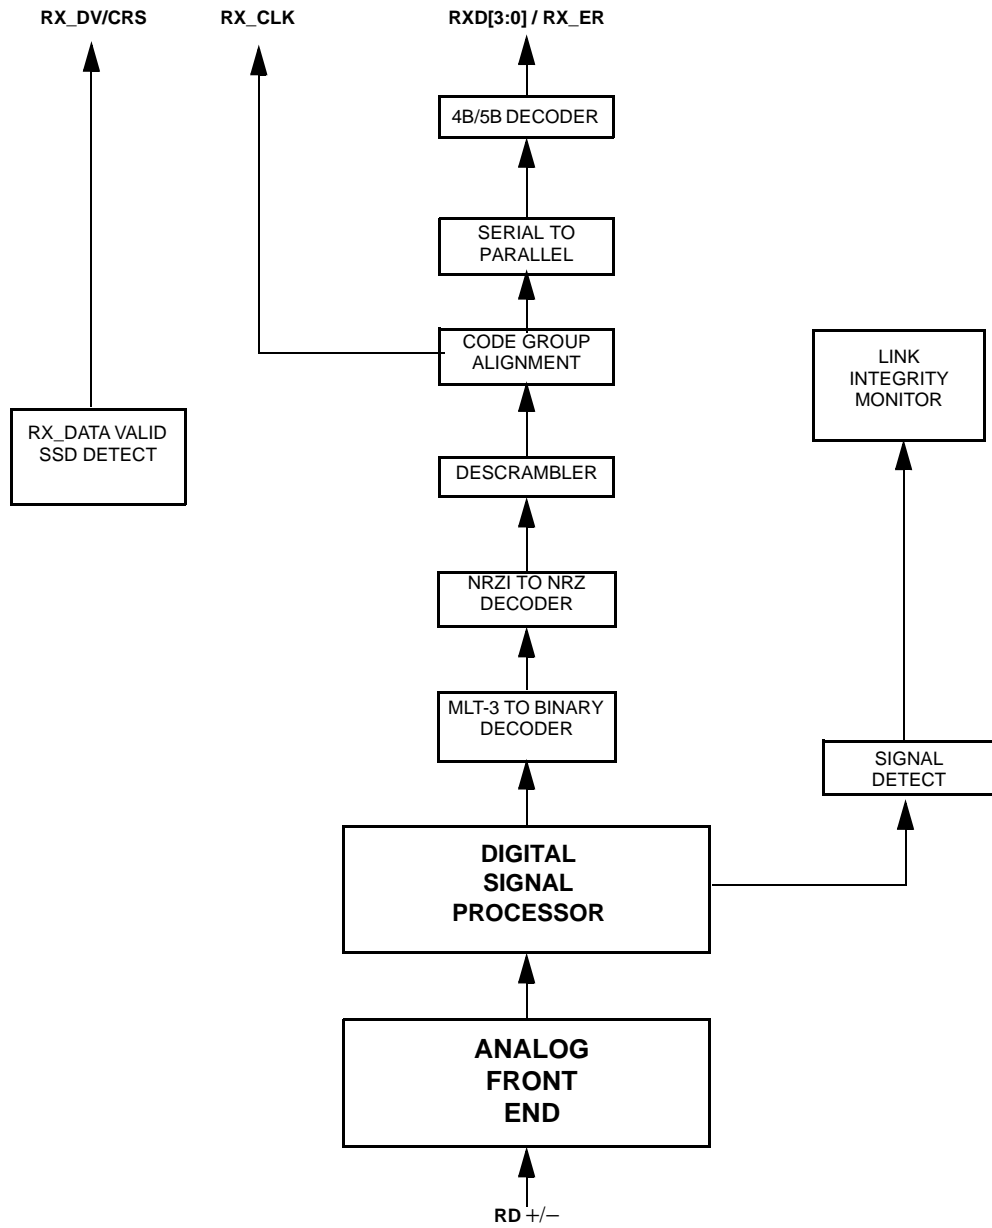 RX_DV/CRS
RX_CLK
RXD[3:0] / RX_ER
4B/5B DECODER
SERIAL TO
PARALLEL
CODE GROUP
ALIGNMENT
LINK
INTEGRITY
MONITOR
RX_DATA VALID
SSD DETECT
DESCRAMBLER
NRZI TO NRZ
DECODER
MLT-3 TO BINARY
DECODER
SIGNAL
DETECT
DIGITAL
SIGNAL
PROCESSOR
ANALOG
FRONT
END
RD +/−